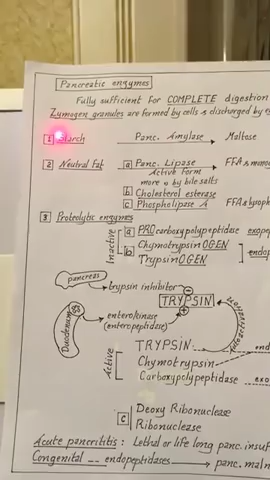 Pancreatic enzymes
Fully sufficient for COMPLETE digestion
Zymogen granules are formed by cells & discharged by
1 Starch Panc. Amylase Maltose
2 Neutral fat a Panc. Lipase FFA &
Active form
more by bile salts
b Cholesterol esterase
c Phospholipase A FFA &
3 Proteolytic enzymes
Inactive
a PROcarboxypolypeptidase
b ChymotrypsinOGEN
TrypsinOGEN
pancreas
trypsin inhibitor
TRYPSIN
Duodenum
enterokinase
(enteropeptidase)
Active
TRYPSIN
Chymotrypsin
Carboxypolypeptidase
C Deoxy Ribonuclease
Ribonuclease
Acute pancrititis: Lethal or life long panc.
Congenital __ endopeptidases panc.